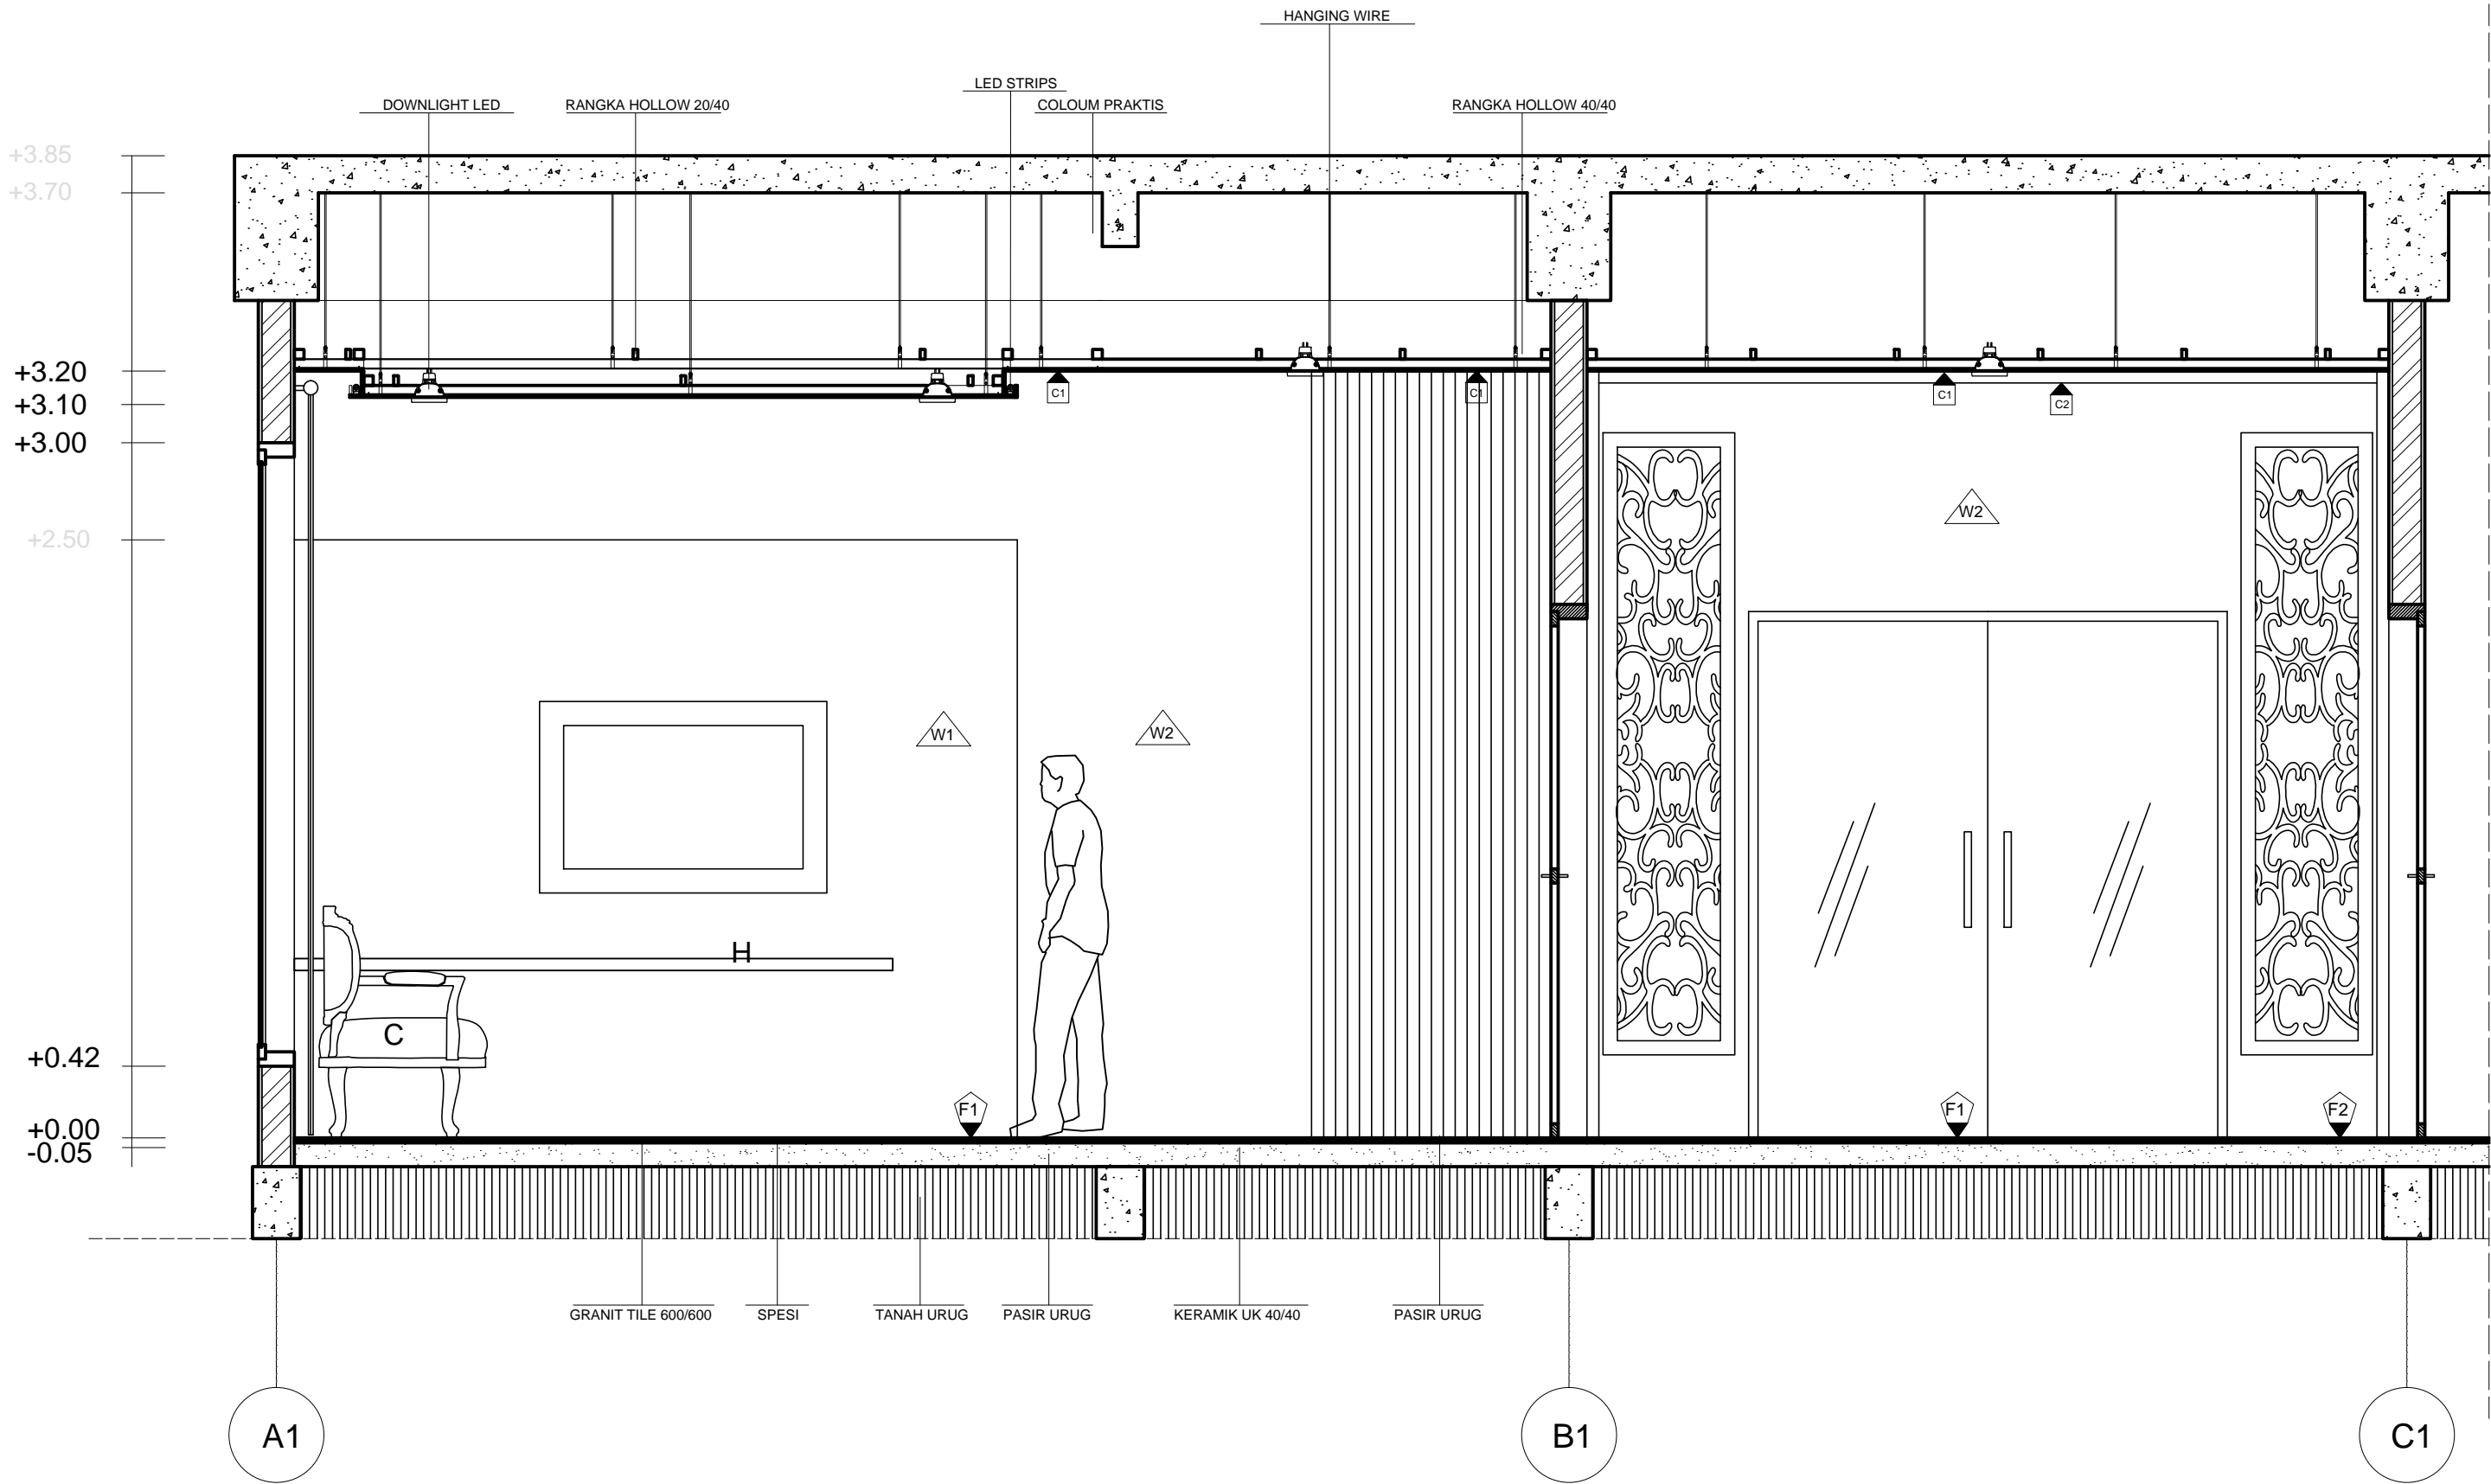 HANGING WIRE
LED STRIPS
DOWNLIGHT LED
RANGKA HOLLOW 20/40
COLOUM PRAKTIS
RANGKA HOLLOW 40/40
+3.85
+3.70
+3.20
+3.10
+3.00
+2.50
+0.42
+0.00
-0.05
C1
C1
C1
C2
W2
W1
W2
H
C
F1
F1
F2
GRANIT TILE 600/600
SPESI
TANAH URUG
PASIR URUG
KERAMIK UK 40/40
PASIR URUG
A1
B1
C1